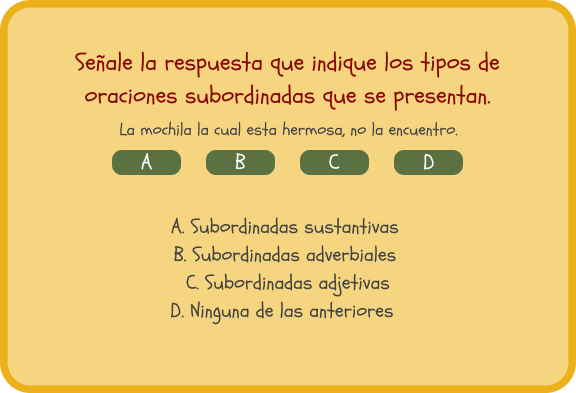 Señale la respuesta que indique los tipos de
oraciones subordinadas que se presentan.
La mochila la cual esta hermosa, no la encuentro.
A B C D
A. Subordinadas sustantivas
B. Subordinadas adverbiales
C. Subordinadas adjetivas
D. Ninguna de las anteriores